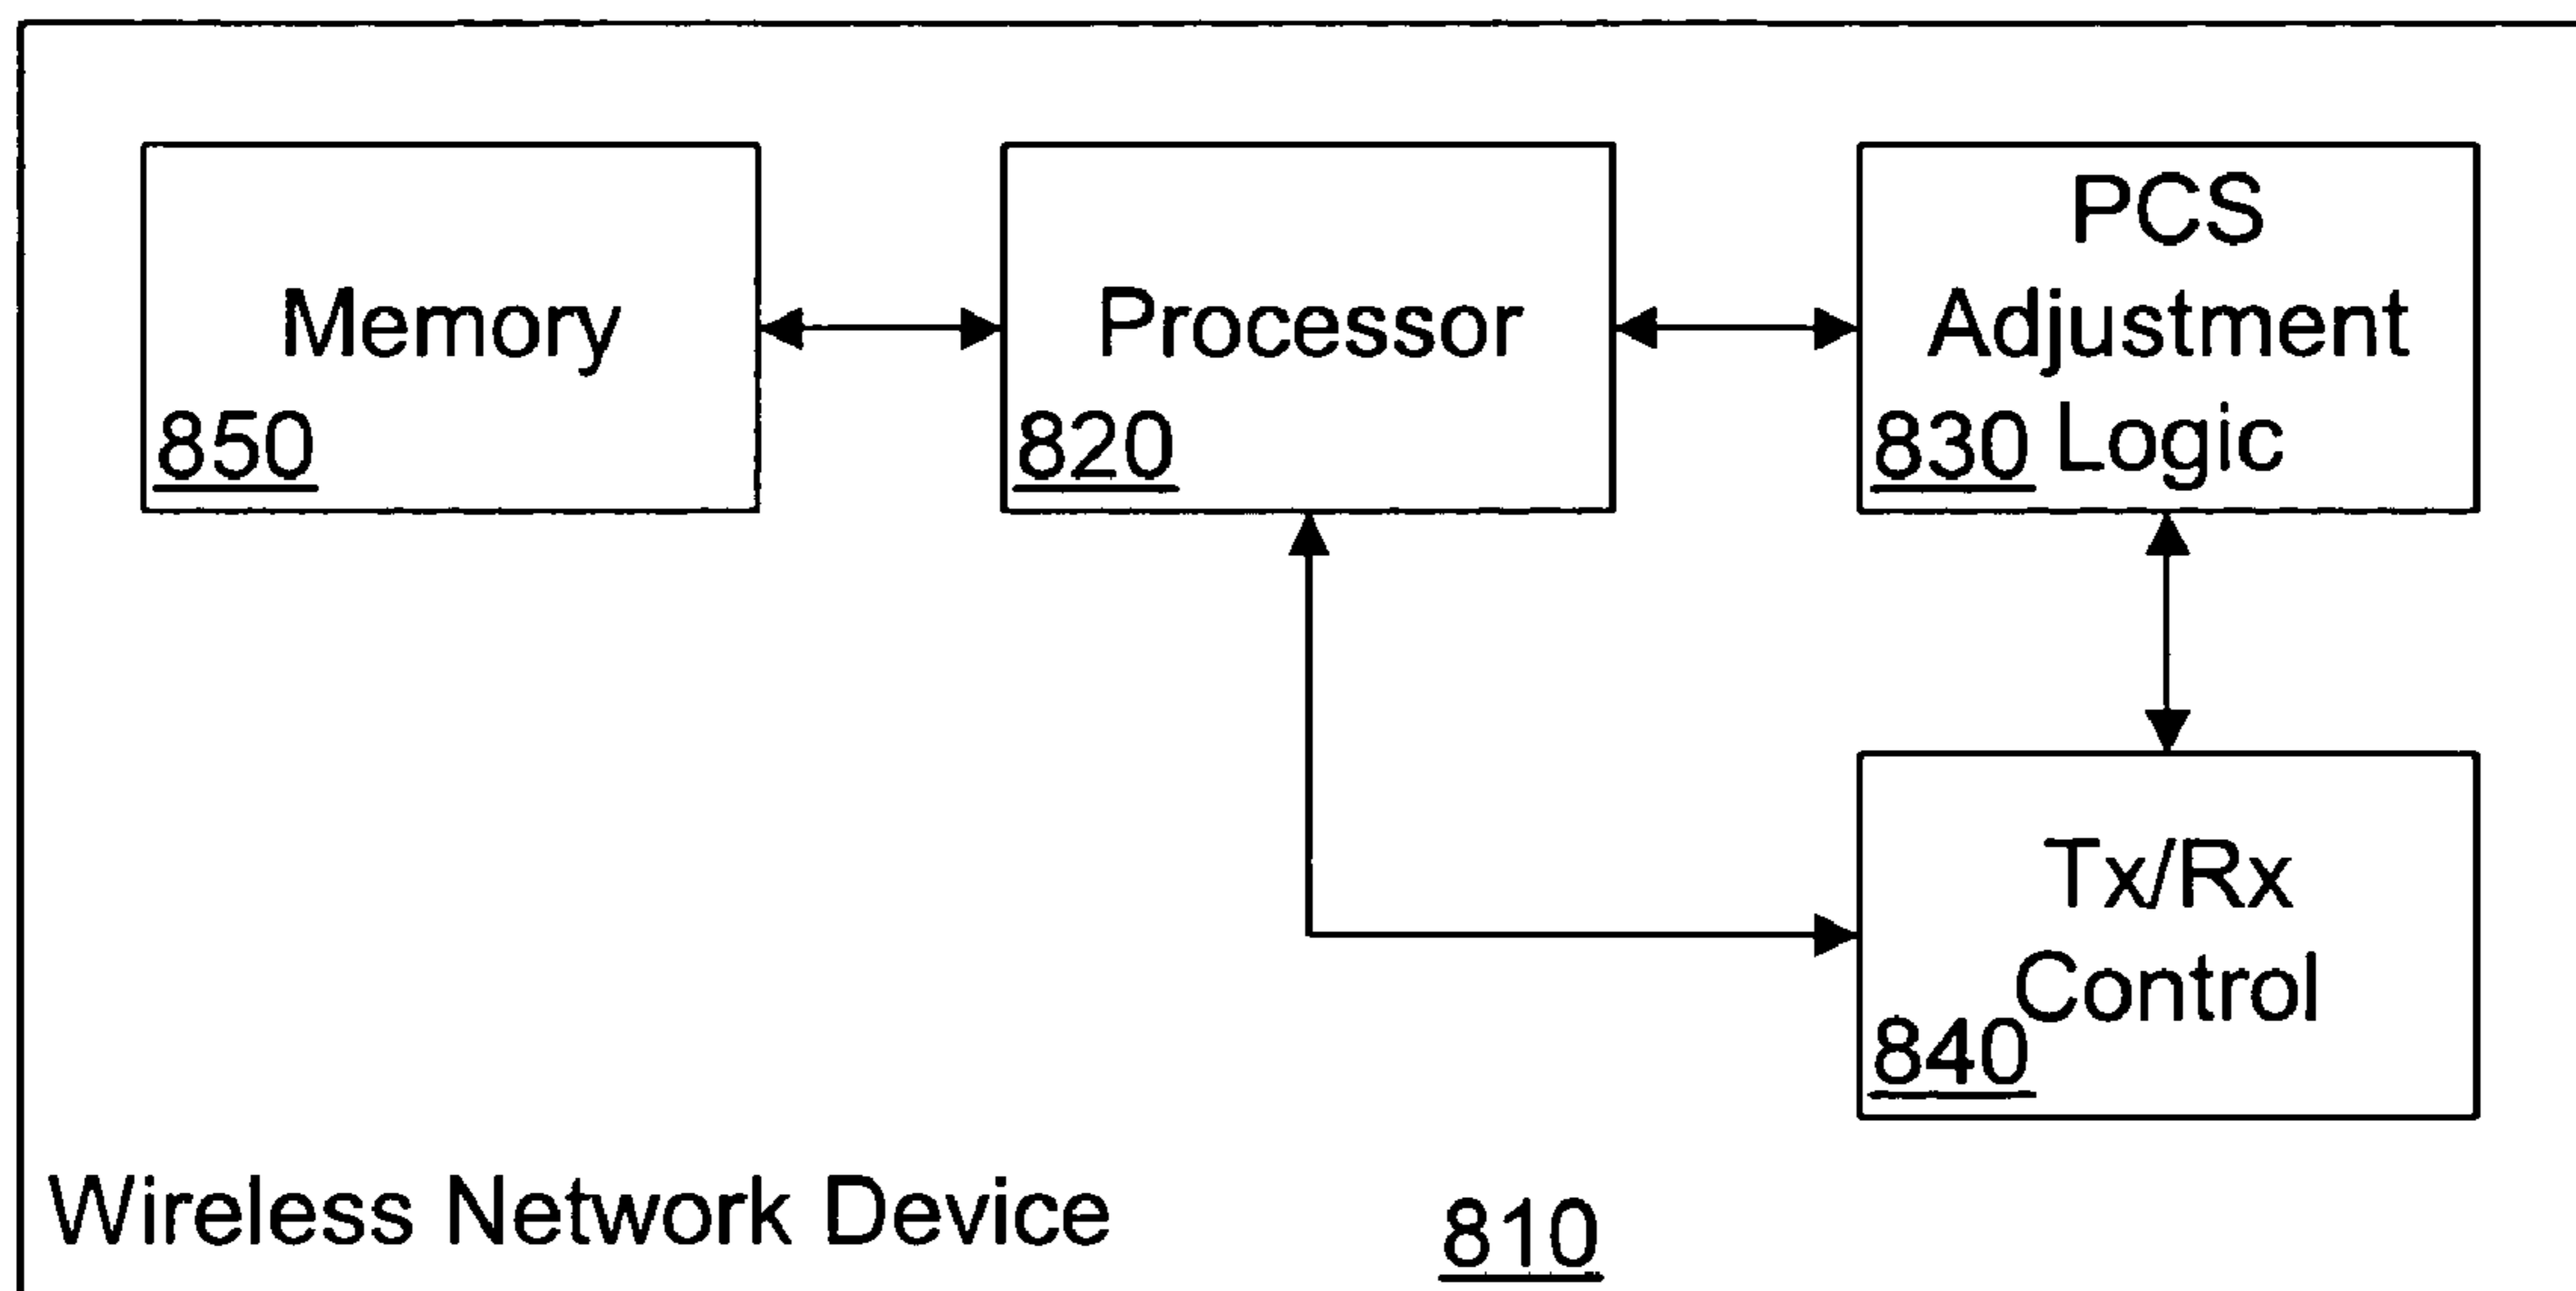 Memory
850
Processor
820
PCS
Adjustment
830 Logic
Tx/Rx
Control
840
Wireless Network Device 810